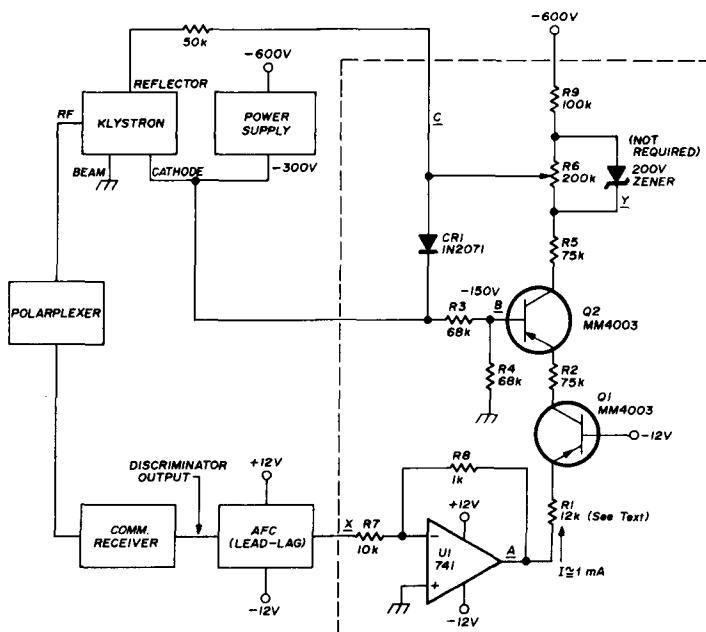 50k
-600V
REFLECTOR
RF
KLYSTRON
POWER
SUPPLY
BEAM
CATHODE
-300V
-600V
R9
100k
C
R6
200k
(NOT
REQUIRED)
200V
ZENER
Y
CR1
1N2071
R5
75k
POLARPLEXER
-150V
B
R3
68k
Q2
MM4003
R4
68k
R2
75k
Q1
MM4003
-12V
DISCRIMINATOR
OUTPUT
+12V
R8
1k
COMM.
RECEIVER
AFC
(LEAD-LAG)
X
R7
10k
+12V
-
U1
741
+
A
R1
12k (See Text)
I≅1 mA
-12V
-12V